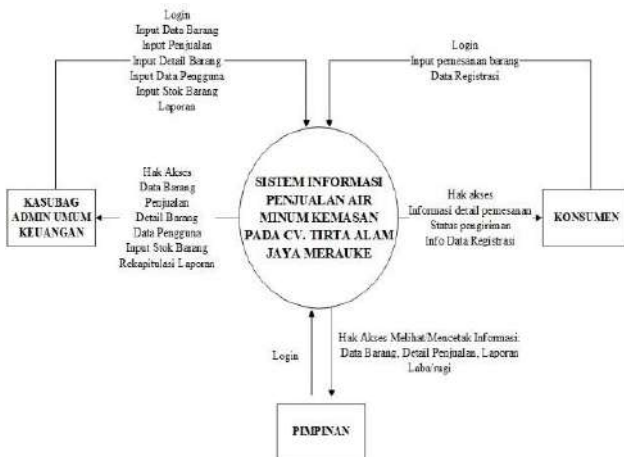 Login
Input Data Barang
Input Penjualan
Input Detail Barang
Input Data Pengguna
Input Stok Barang
Laporan
Login
Input pemesanan barang
Data Registrasi
KASUBAG
ADMIN UMUM
KEUANGAN
Hak Akses
Data Barang
Penjualan
Detail Barang
Data Pengguna
Input Stok Barang
Rekapitulasi Laporan
SISTEM INFORMASI
PENJUALAN AIR
MINUM KEMASAN
PADA CV. TIRTA ALAM
JAYA MERAUKE
Hak akses
Informasi detail pemesanan
Status pengiriman
Info Data Registrasi
KONSUMEN
Login
Hak Akses Melihat/Mencetak Informasi:
Data Barang, Detail Penjualan, Laporan
Laba/rugi
PIMPINAN